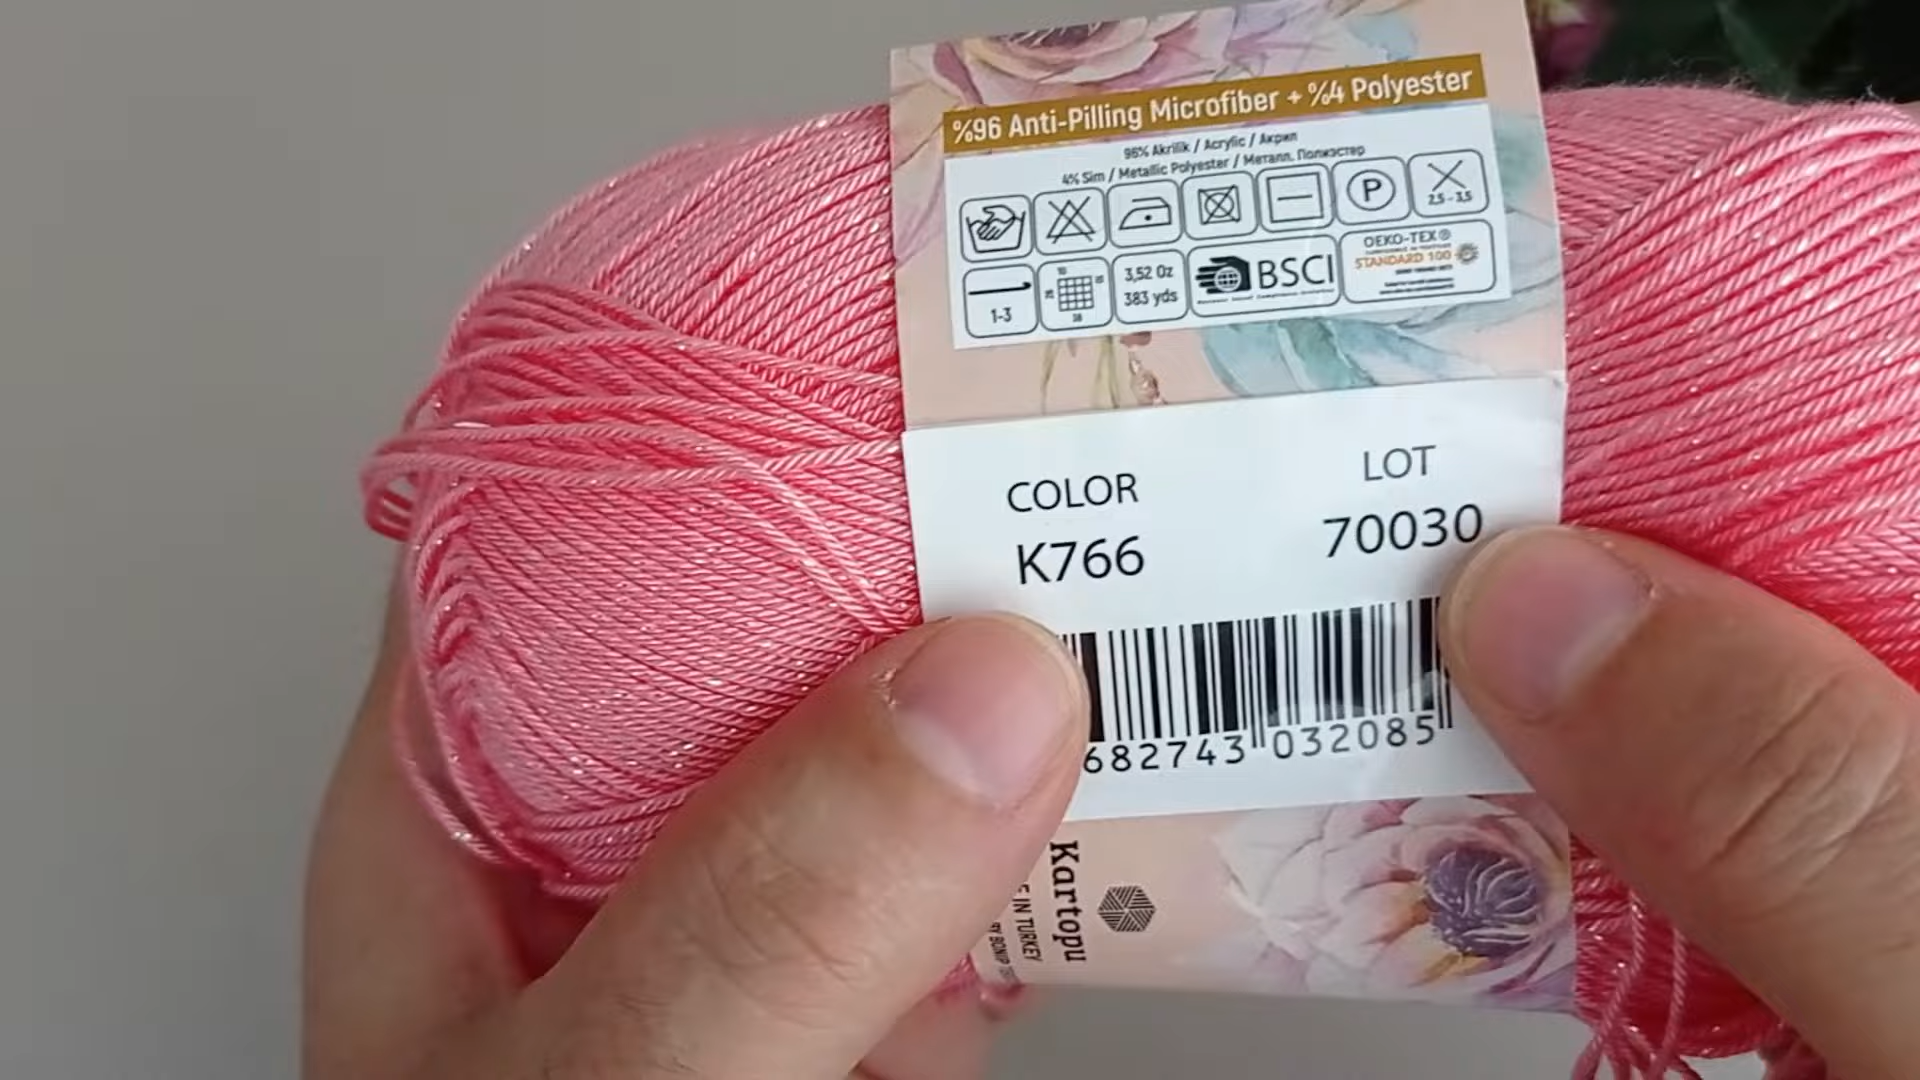 %96 Anti-Pilling Microfiber + %4 Polyester
96% Akrilik / Acrylic / Акрил
4% Sim / Metallic Polyester / Металл. Полиэстер
P
2,5 - 3,5
1-3
10
3,52 Oz
383 yds
BSCI
OEKO-TEX®
STANDARD 100
COLOR
K766
LOT
70030
682743 032085
Kartopu
E IN TURKEY